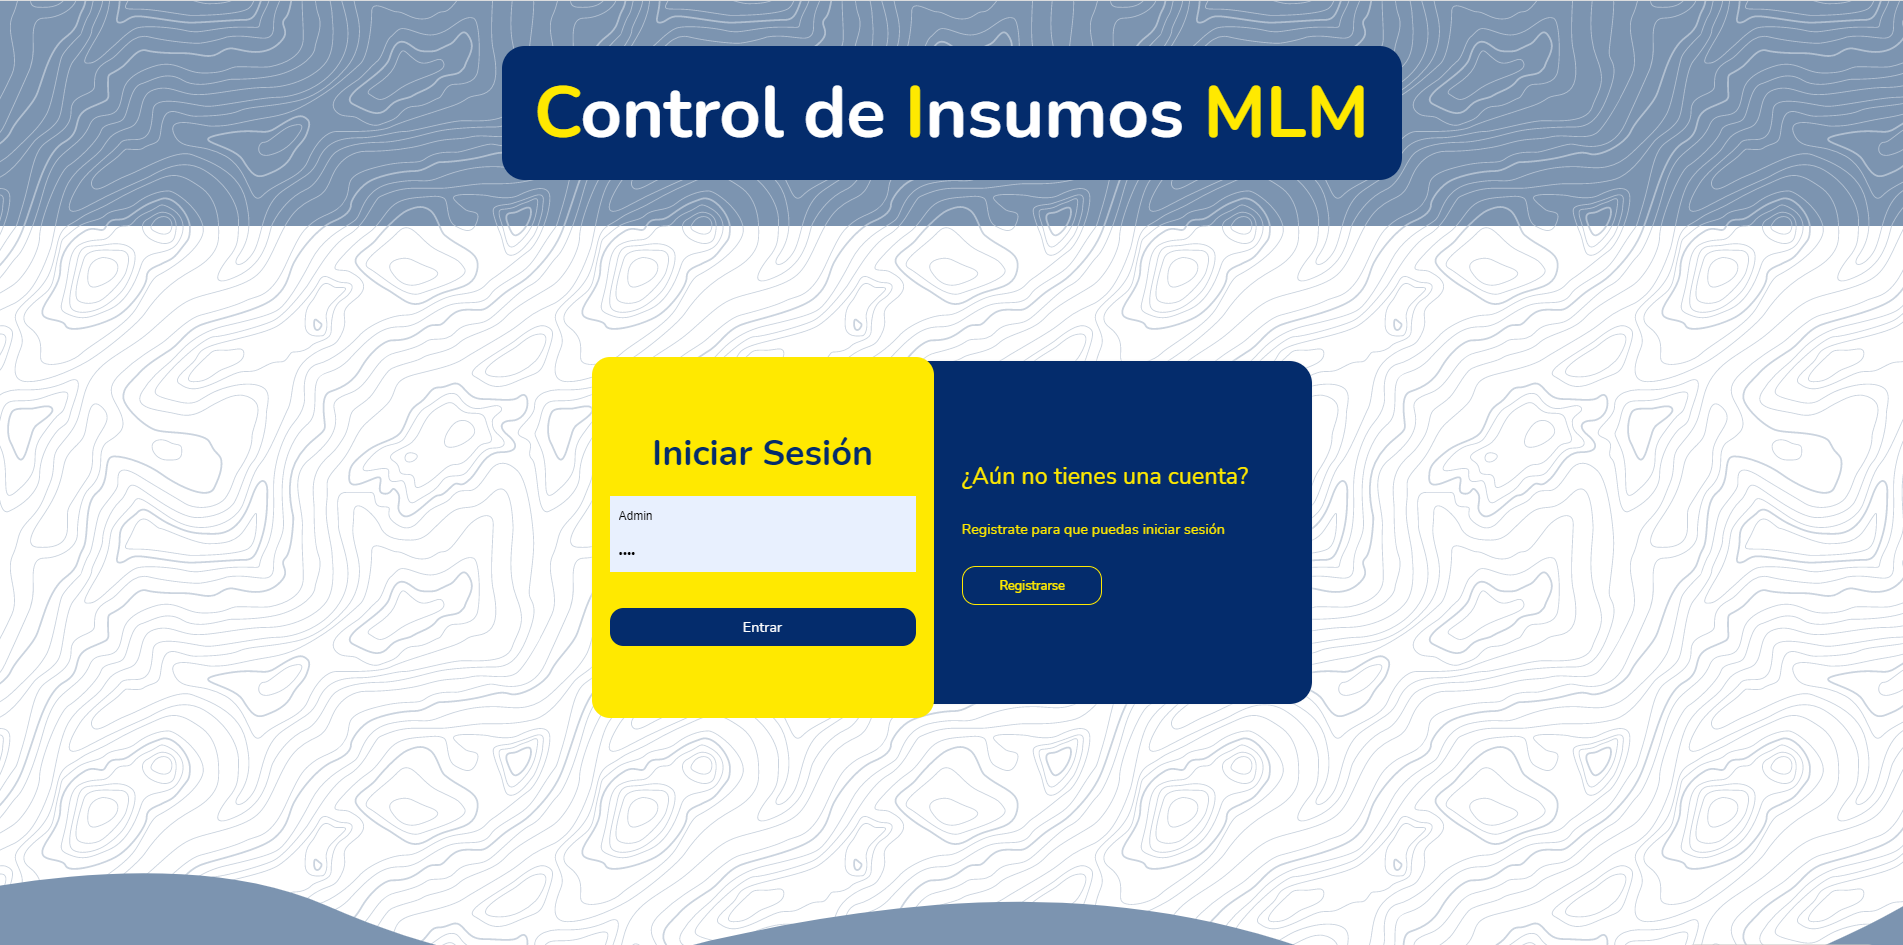 Control de Insumos MLM
Iniciar Sesión
Admin
••••
Entrar
¿Aún no tienes una cuenta?
Registrate para que puedas iniciar sesión
Registrarse